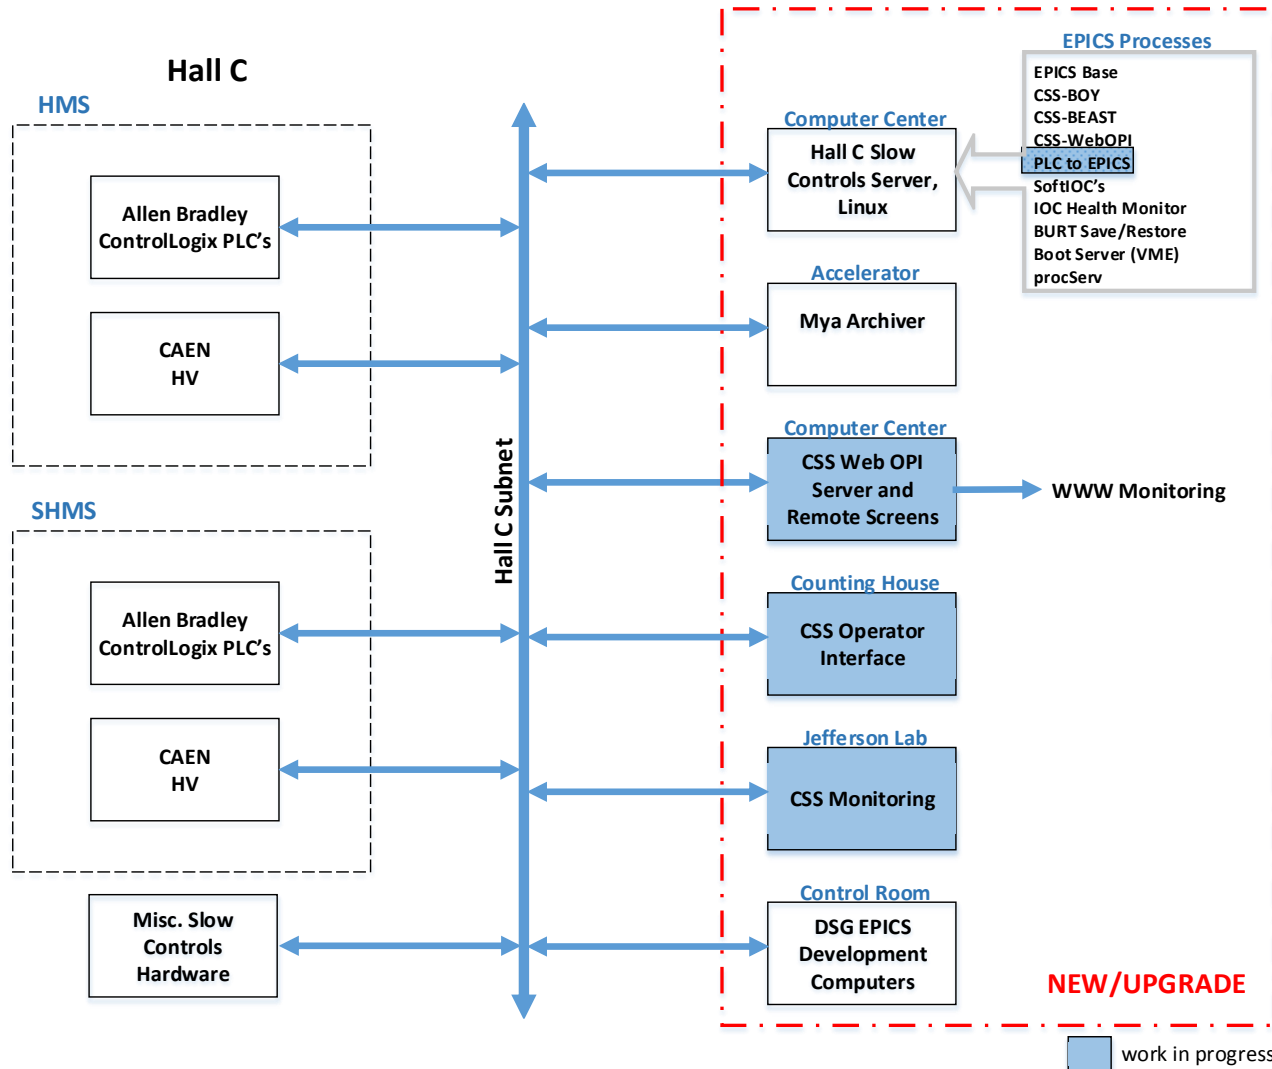 Hall C
HMS
Allen Bradley
ControlLogix PLC's
CAEN
HV
SHMS
Allen Bradley
ControlLogix PLC's
CAEN
HV
Misc. Slow
Controls
Hardware
Hall C Subnet
EPICS Processes
EPICS Base
CSS-BOY
CSS-BEAST
CSS-WebOPI
PLC to EPICS
SoftIOC's
IOC Health Monitor
BURT Save/Restore
Boot Server (VME)
procServ
Computer Center
Hall C Slow
Controls Server,
Linux
Accelerator
Mya Archiver
Computer Center
CSS Web OPI
Server and
Remote Screens
WWW Monitoring
Counting House
CSS Operator
Interface
Jefferson Lab
CSS Monitoring
Control Room
DSG EPICS
Development
Computers
NEW/UPGRADE
work in progress